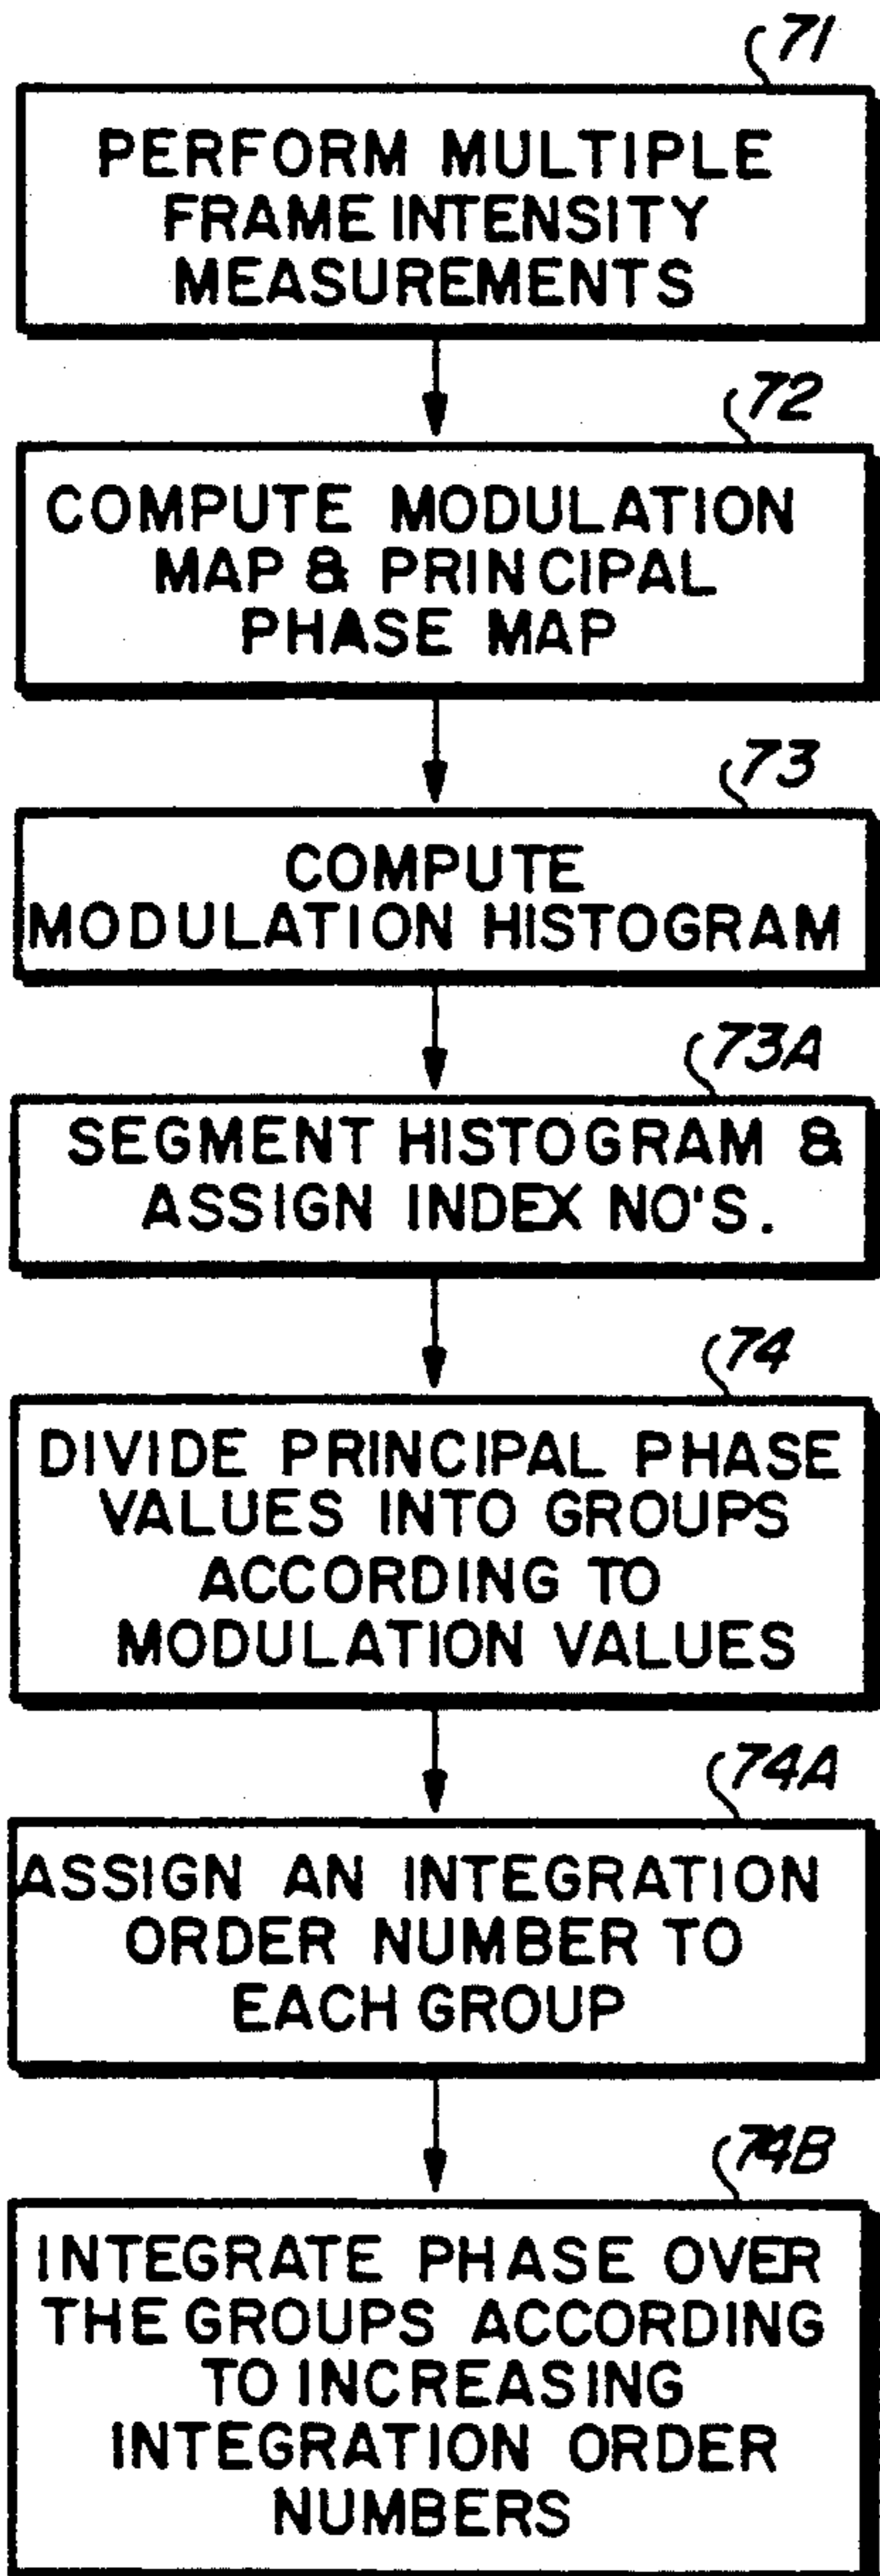 71
PERFORM MULTIPLE
FRAME INTENSITY
MEASUREMENTS
72
COMPUTE MODULATION
MAP & PRINCIPAL
PHASE MAP
73
COMPUTE
MODULATION HISTOGRAM
73A
SEGMENT HISTOGRAM &
ASSIGN INDEX NO'S.
74
DIVIDE PRINCIPAL PHASE
VALUES INTO GROUPS
ACCORDING TO
MODULATION VALUES
74A
ASSIGN AN INTEGRATION
ORDER NUMBER TO
EACH GROUP
74B
INTEGRATE PHASE OVER
THE GROUPS ACCORDING
TO INCREASING
INTEGRATION ORDER
NUMBERS